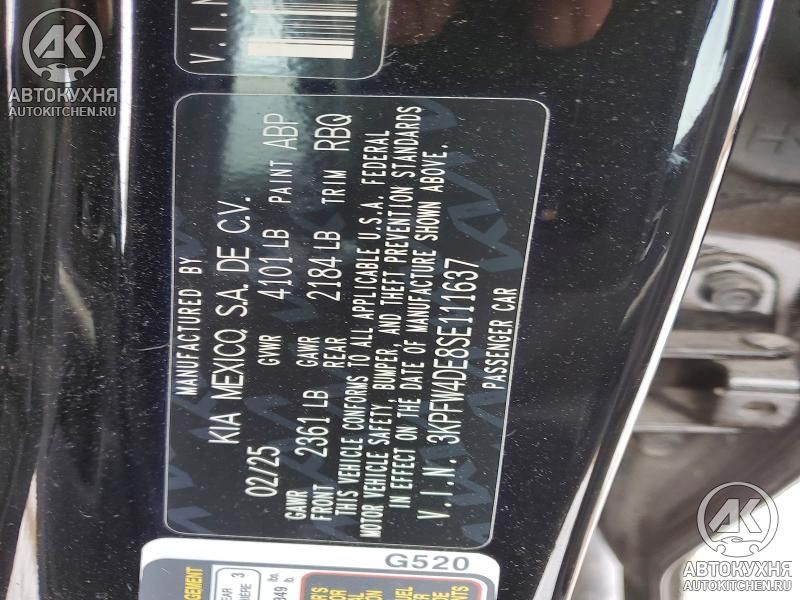 AK
АВТОКУХНЯ
AUTOKITCHEN.RU
V.I.N
MANUFACTURED BY
KIA MEXICO, S.A. DE C.V.
02/25 GVWR 4101 LB PAINT ABP
GAWR FRONT 2361 LB GAWR REAR 2184 LB TRIM RBQ
THIS VEHICLE CONFORMS TO ALL APPLICABLE U.S.A. FEDERAL
MOTOR VEHICLE SAFETY, BUMPER, AND THEFT PREVENTION STANDARDS
IN EFFECT ON THE DATE OF MANUFACTURE SHOWN ABOVE.
V.I.N. 3KPFW4DE8SE111637
PASSENGER CAR
G520
AK
АВТОКУХНЯ
AUTOKITCHEN.RU